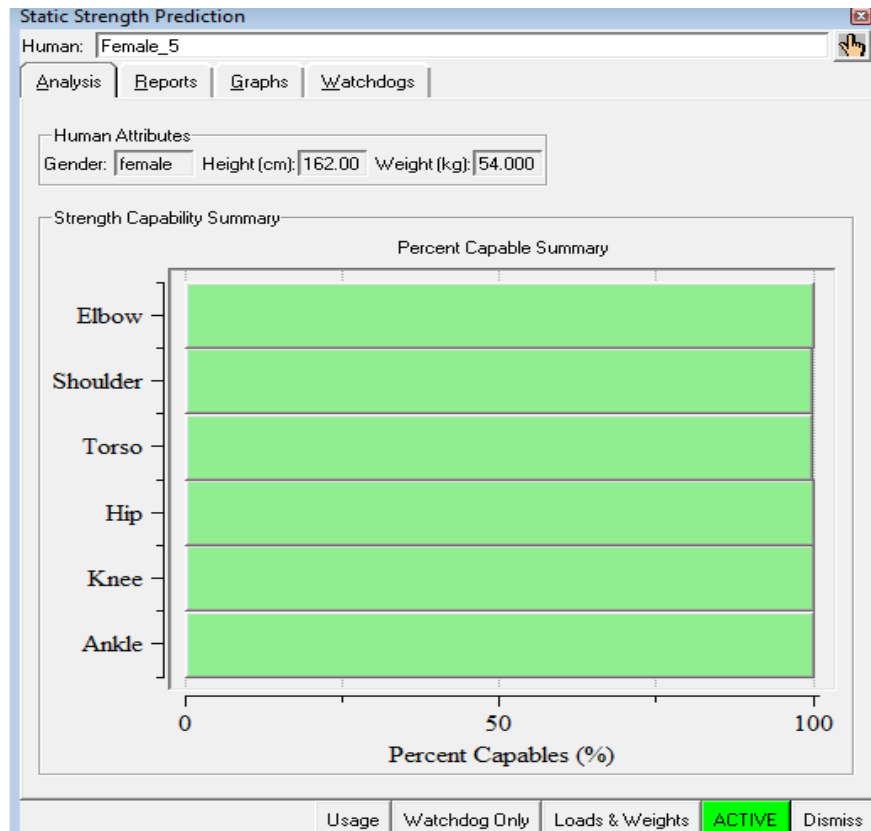 Static Strength Prediction
Human: Female_5
Analysis Reports Graphs Watchdogs
Human Attributes
Gender: female Height (cm): 162.00 Weight (kg): 54.000
Strength Capability Summary
Percent Capable Summary
Elbow
Shoulder
Torso
Hip
Knee
Ankle
0 50 100
Percent Capables (%)
Usage Watchdog Only Loads & Weights ACTIVE Dismiss